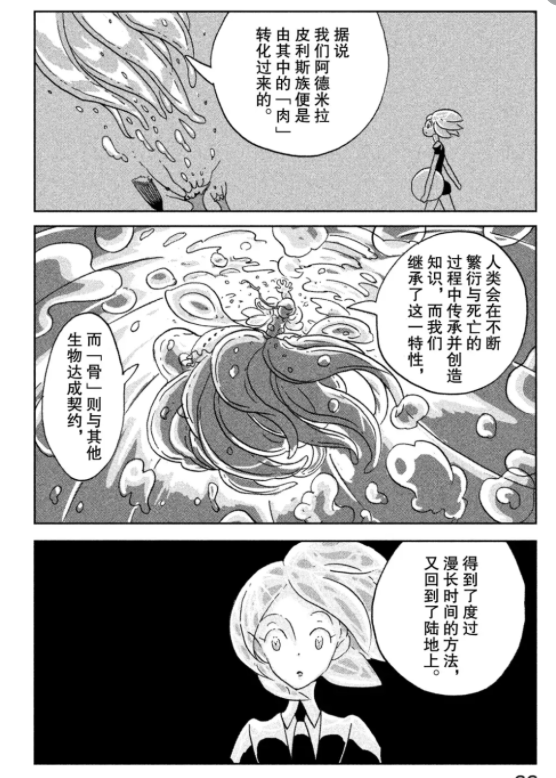 据说
我们阿德米拉
皮利斯族便是
由其中的「肉」
转化过来的。
人类会在不断
繁衍与死亡的
过程中传承并创造
知识，而我们
继承了这一特性，
而「骨」则与其他
生物达成契约，
得到了度过
漫长时间的方法，
又回到了陆地上。